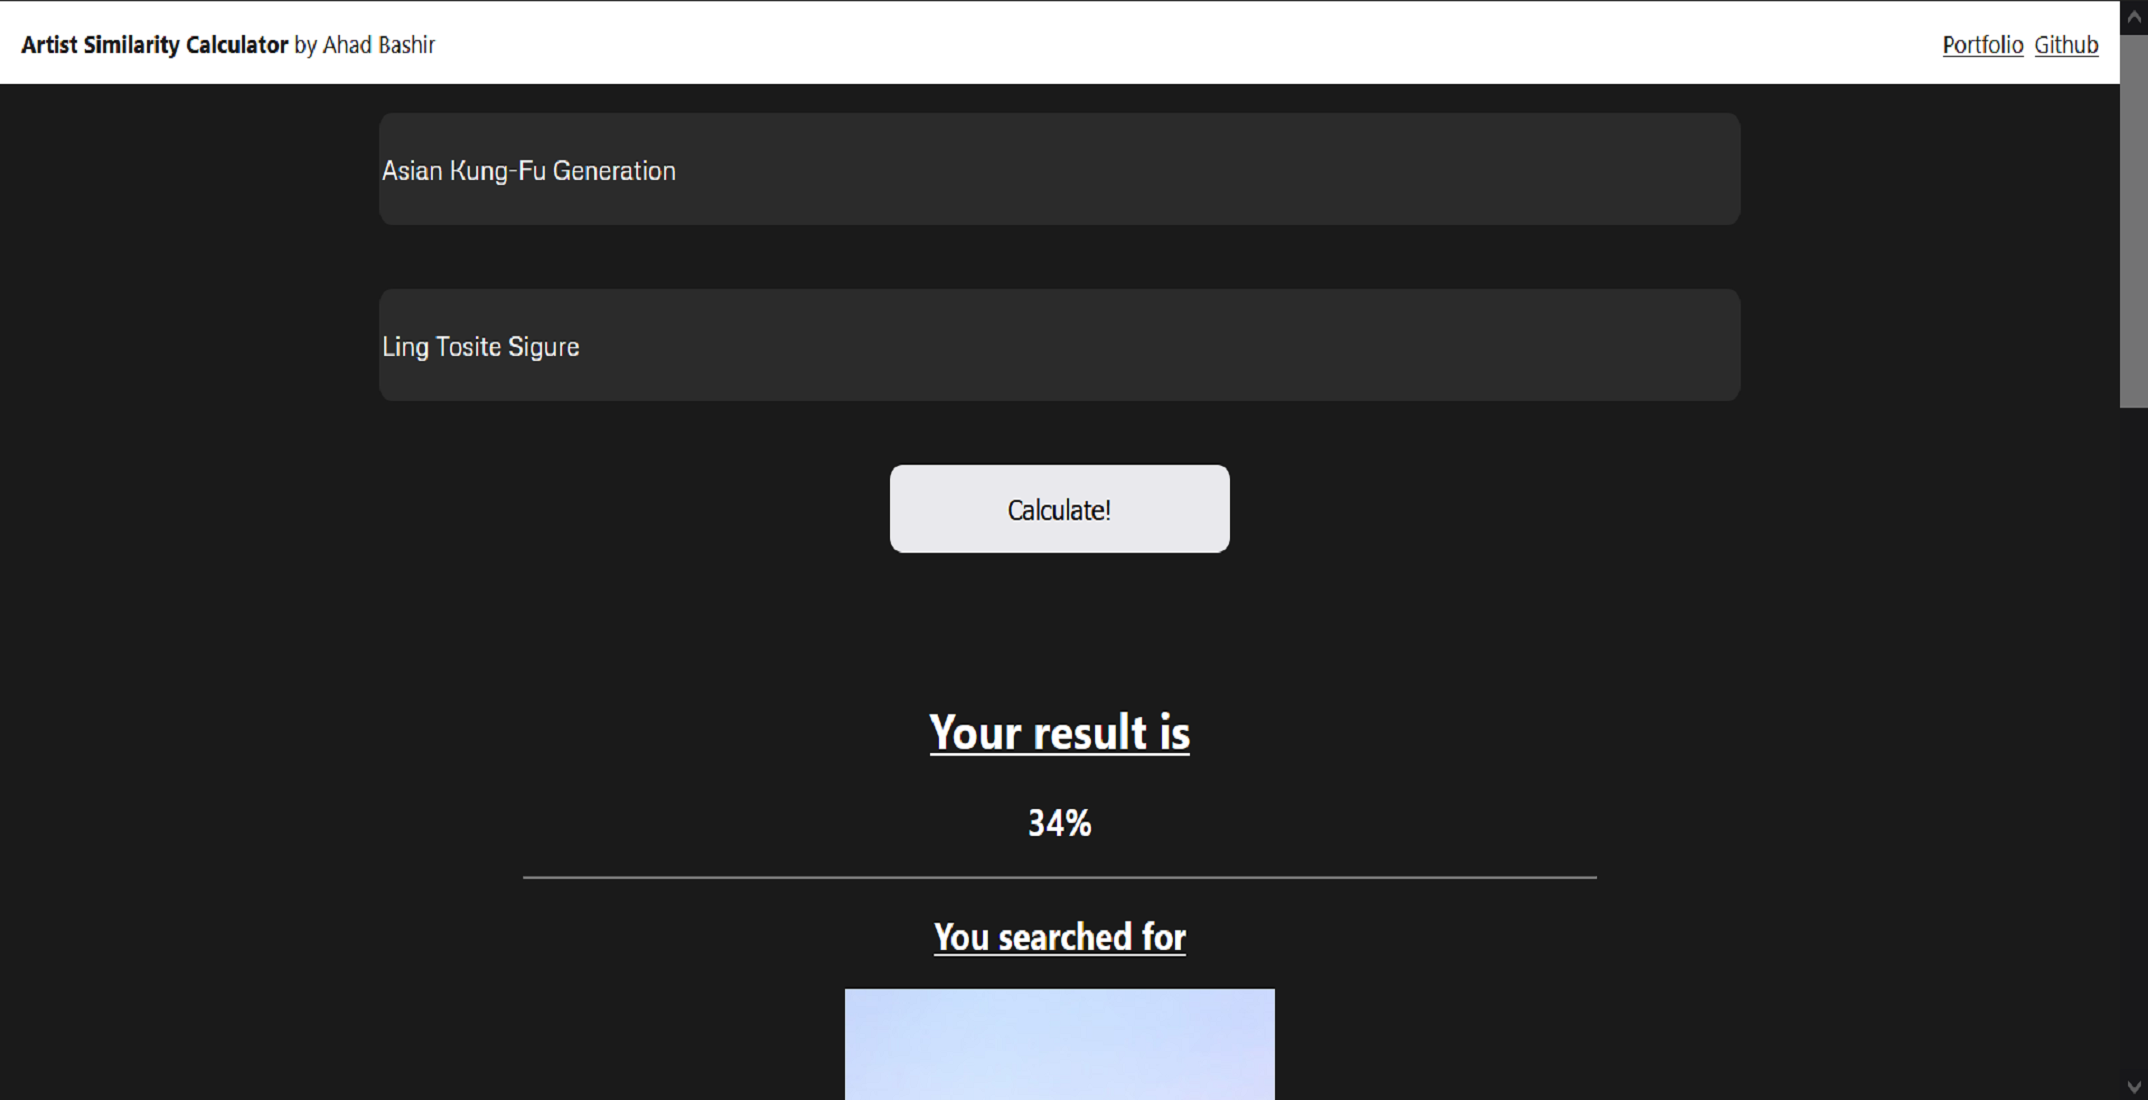 Artist Similarity Calculator by Ahad Bashir
Portfolio Github
Asian Kung-Fu Generation
Ling Tosite Sigure
Calculate!
Your result is
34%
You searched for